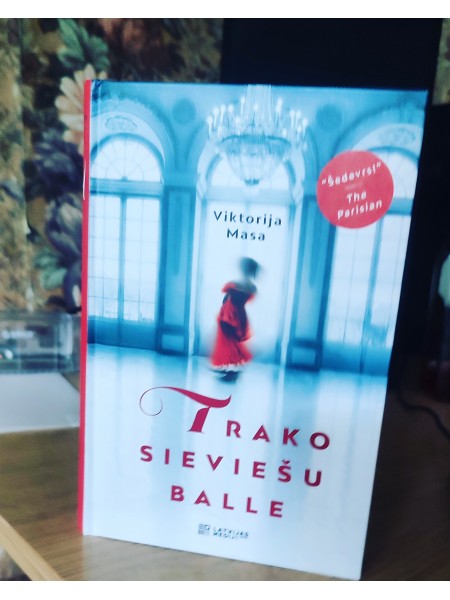 Viktorija
Masa
"Šedevrs!"
The
Parisian
TRAKO
SIEVIEŠU
BALLE
LATVIJAS
MEDIJI